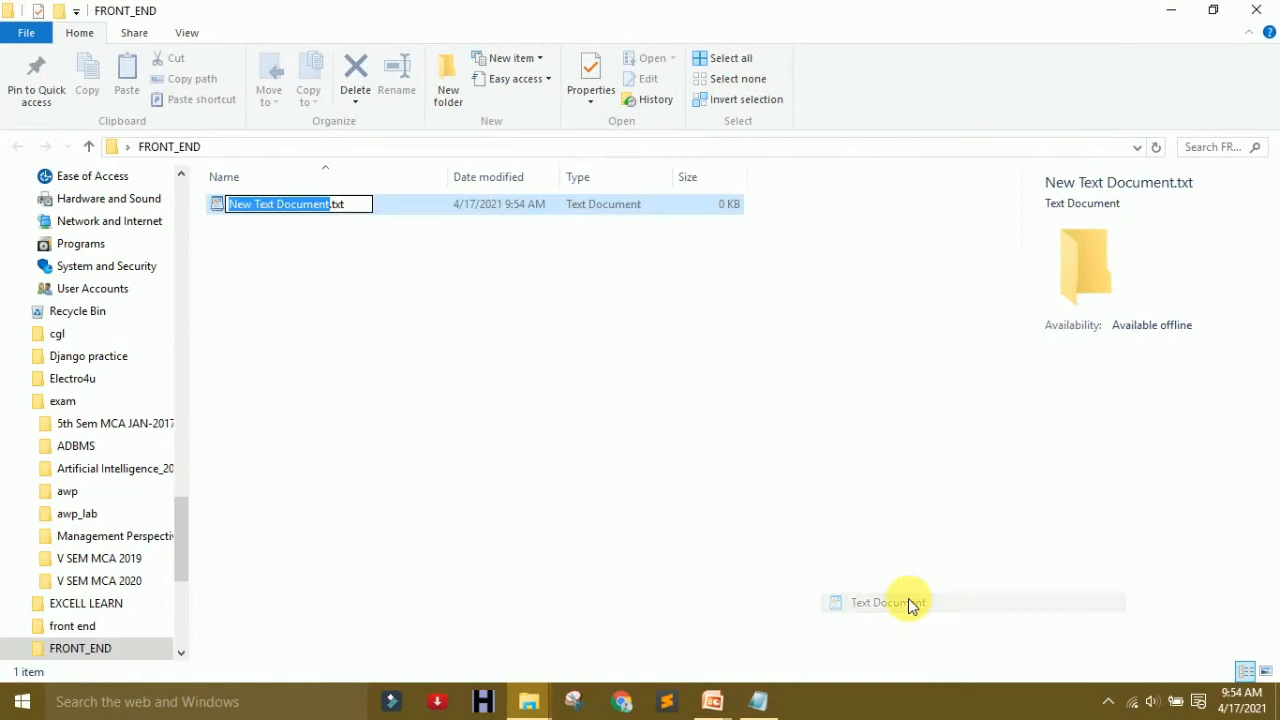 FRONT_END
File Home Share View
Pin to Quick access
Copy
Paste
Cut
Copy path
Paste shortcut
Clipboard
Move to
Copy to
Delete
Rename
Organize
New folder
New item
Easy access
New
Properties
Open
Edit
History
Open
Select all
Select none
Invert selection
Select
FRONT_END
Search FR...
Ease of Access
Hardware and Sound
Network and Internet
Programs
System and Security
User Accounts
Recycle Bin
cgl
Django practice
Electro4u
exam
5th Sem MCA JAN-2017
ADBMS
Artificial Intelligence_20
awp
awp_lab
Management Perspectiv
V SEM MCA 2019
V SEM MCA 2020
EXCELL LEARN
front end
FRONT_END
Name Date modified Type Size
New Text Document.txt 4/17/2021 9:54 AM Text Document 0 KB
New Text Document.txt
Text Document
Availability: Available offline
Text Document
1 item
Search the web and Windows
9:54 AM
4/17/2021